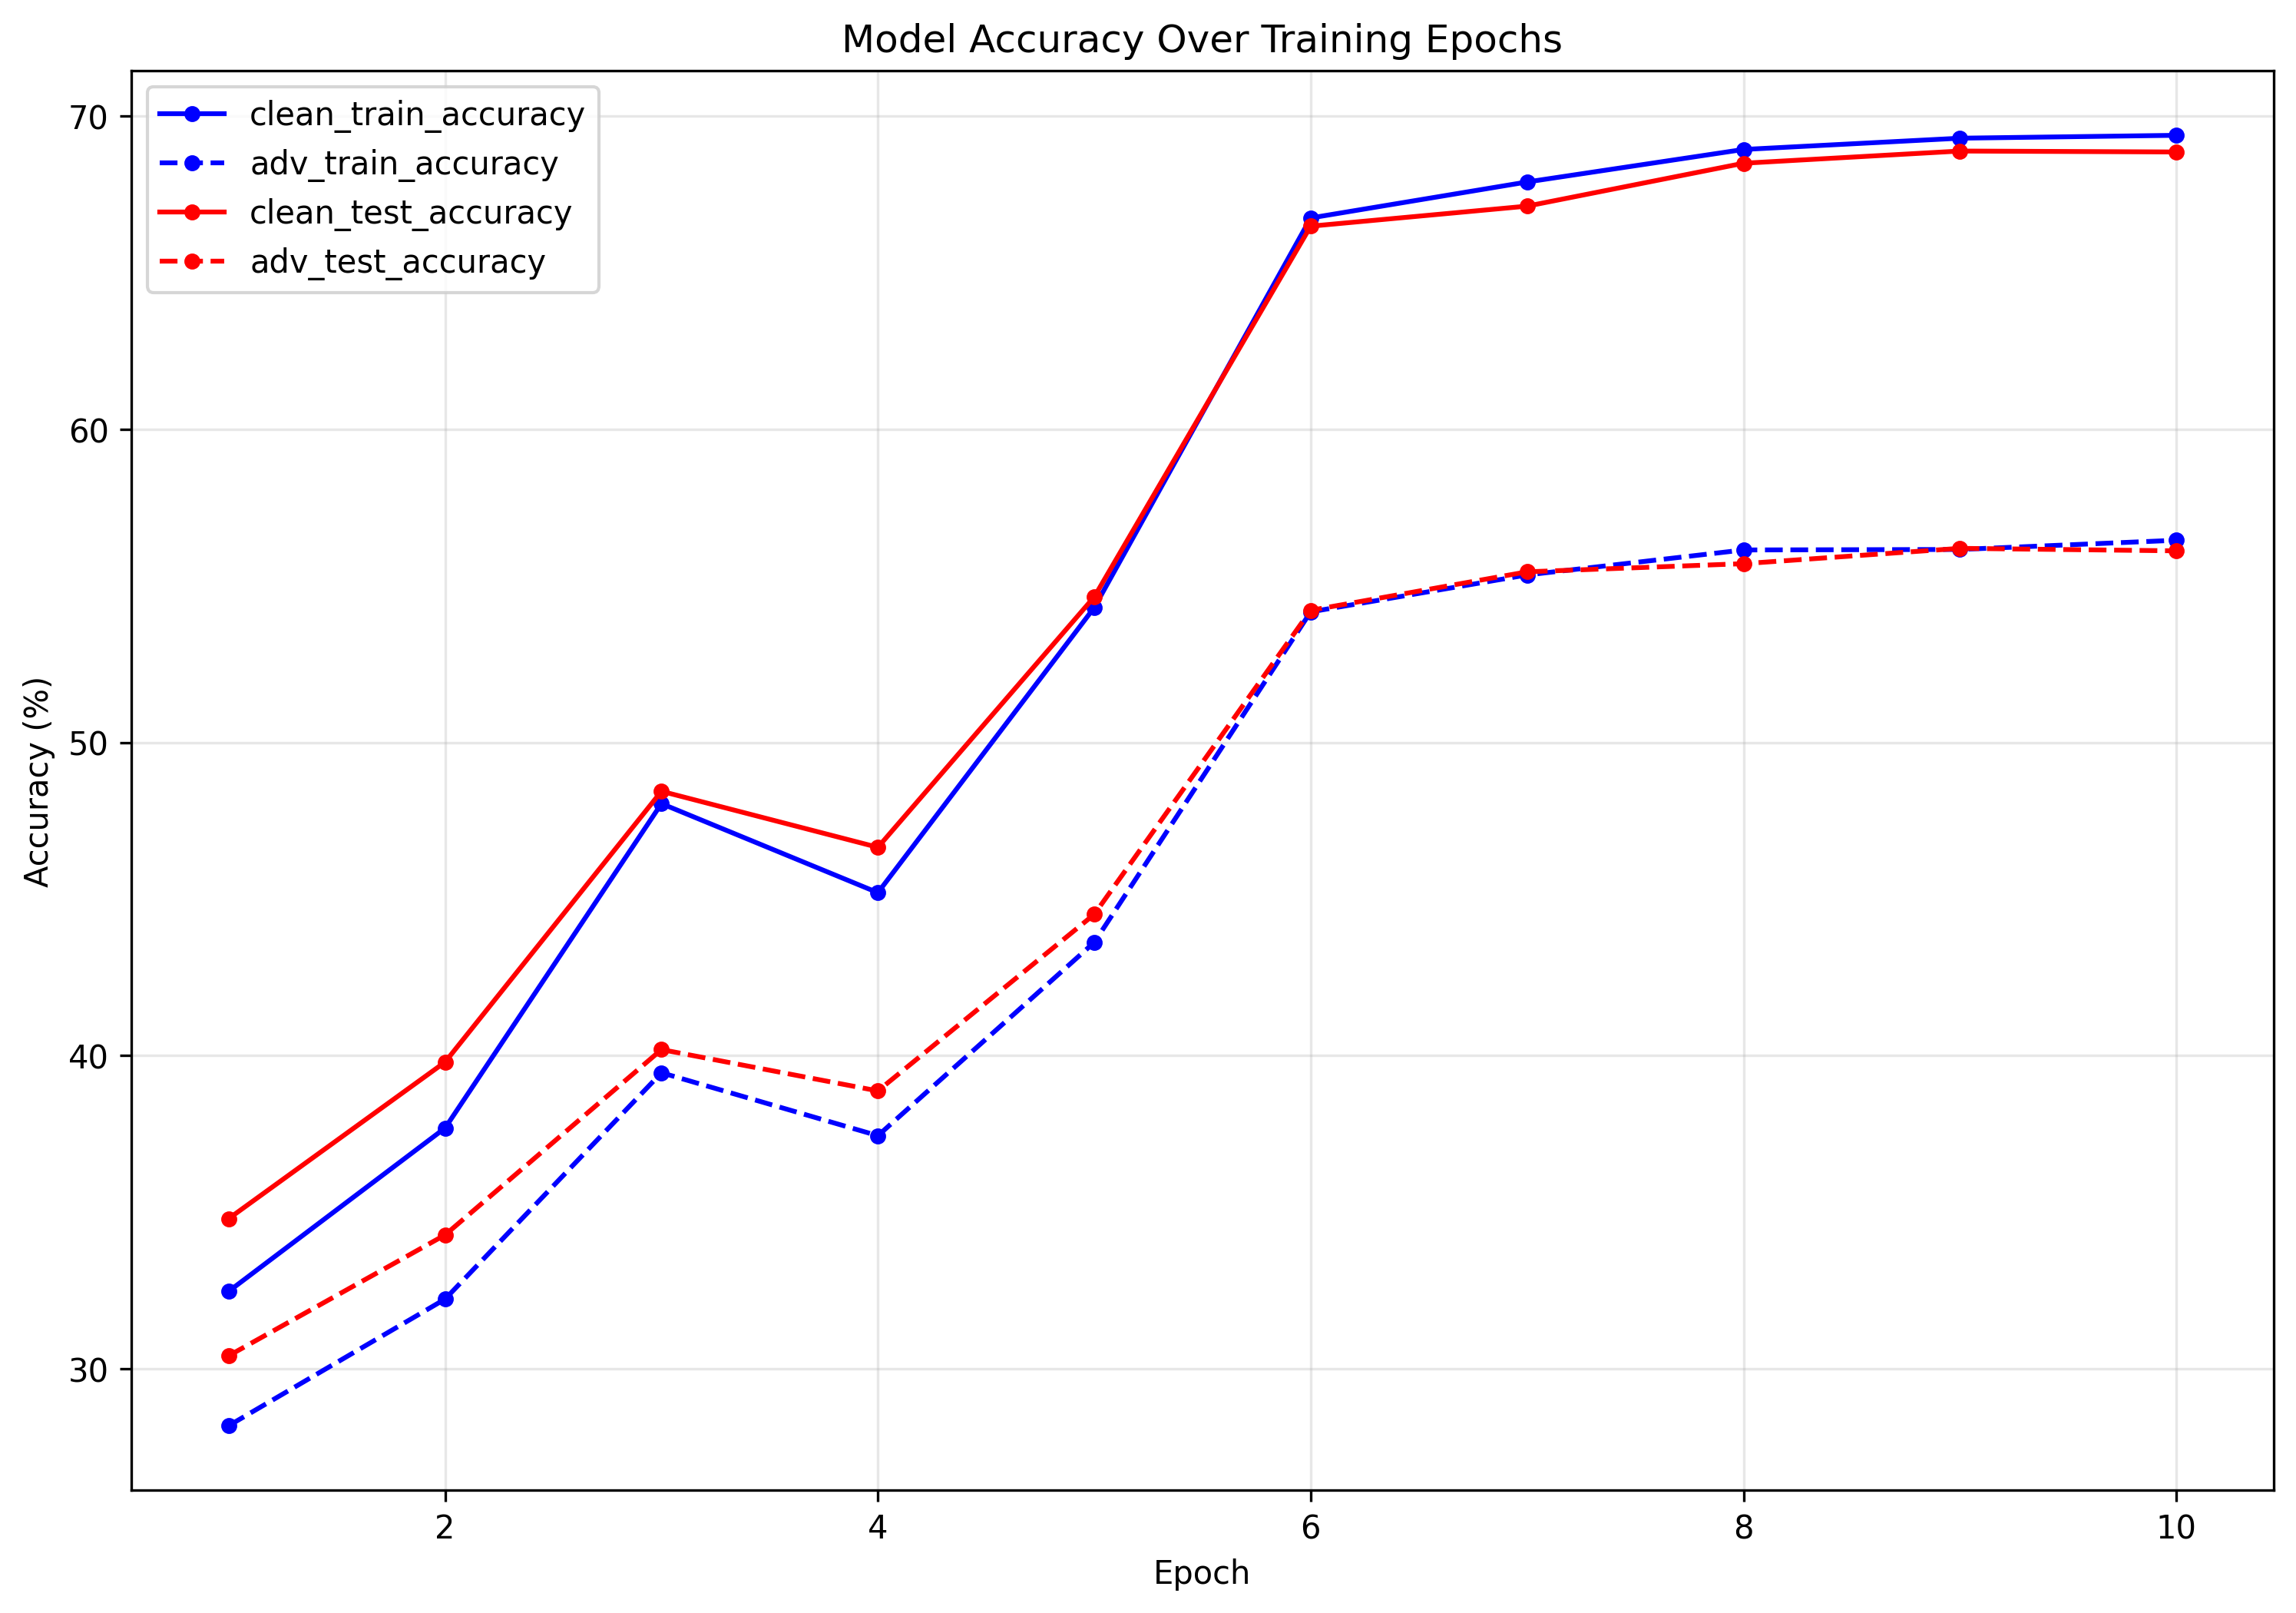 Model Accuracy Over Training Epochs
clean_train_accuracy
adv_train_accuracy
clean_test_accuracy
adv_test_accuracy
Accuracy (%)
70
60
50
40
30
2 4 6 8 10
Epoch